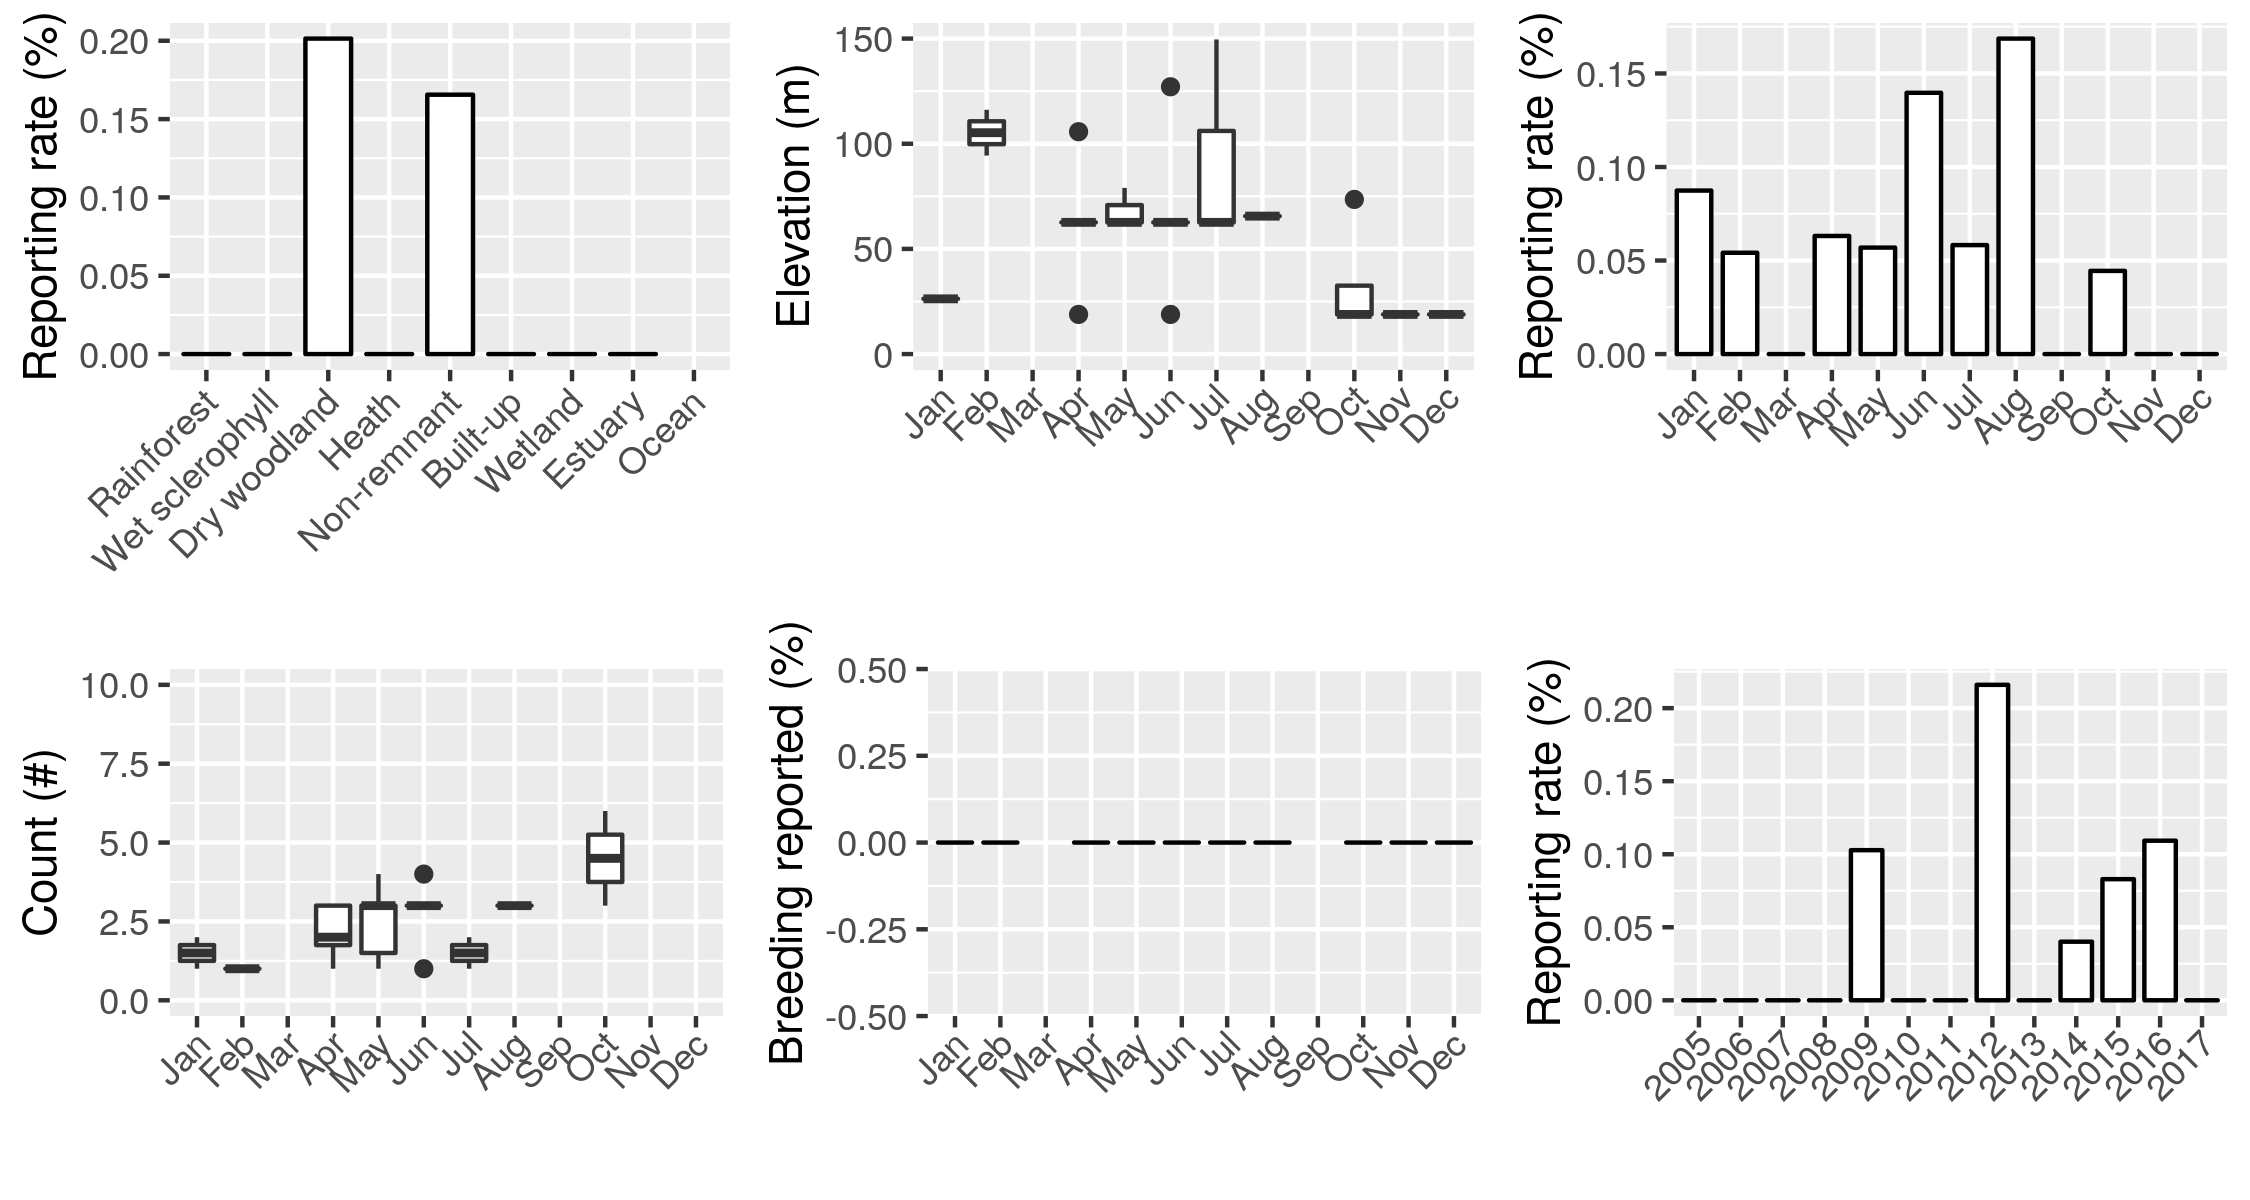 Reporting rate (%)
0.20
0.15
0.10
0.05
0.00
Rainforest
Wet sclerophyll
Dry woodland
Heath
Non-remnant
Built-up
Wetland
Estuary
Ocean
Elevation (m)
150
100
50
0
Jan
Feb
Mar
Apr
May
Jun
Jul
Aug
Sep
Oct
Nov
Dec
Reporting rate (%)
0.15
0.10
0.05
0.00
Jan
Feb
Mar
Apr
May
Jun
Jul
Aug
Sep
Oct
Nov
Dec
Count (#)
10.0
7.5
5.0
2.5
0.0
Jan
Feb
Mar
Apr
May
Jun
Jul
Aug
Sep
Oct
Nov
Dec
Breeding reported (%)
0.50
0.25
0.00
-0.25
-0.50
Jan
Feb
Mar
Apr
May
Jun
Jul
Aug
Sep
Oct
Nov
Dec
Reporting rate (%)
0.20
0.15
0.10
0.05
0.00
2005
2006
2007
2008
2009
2010
2011
2012
2013
2014
2015
2016
2017